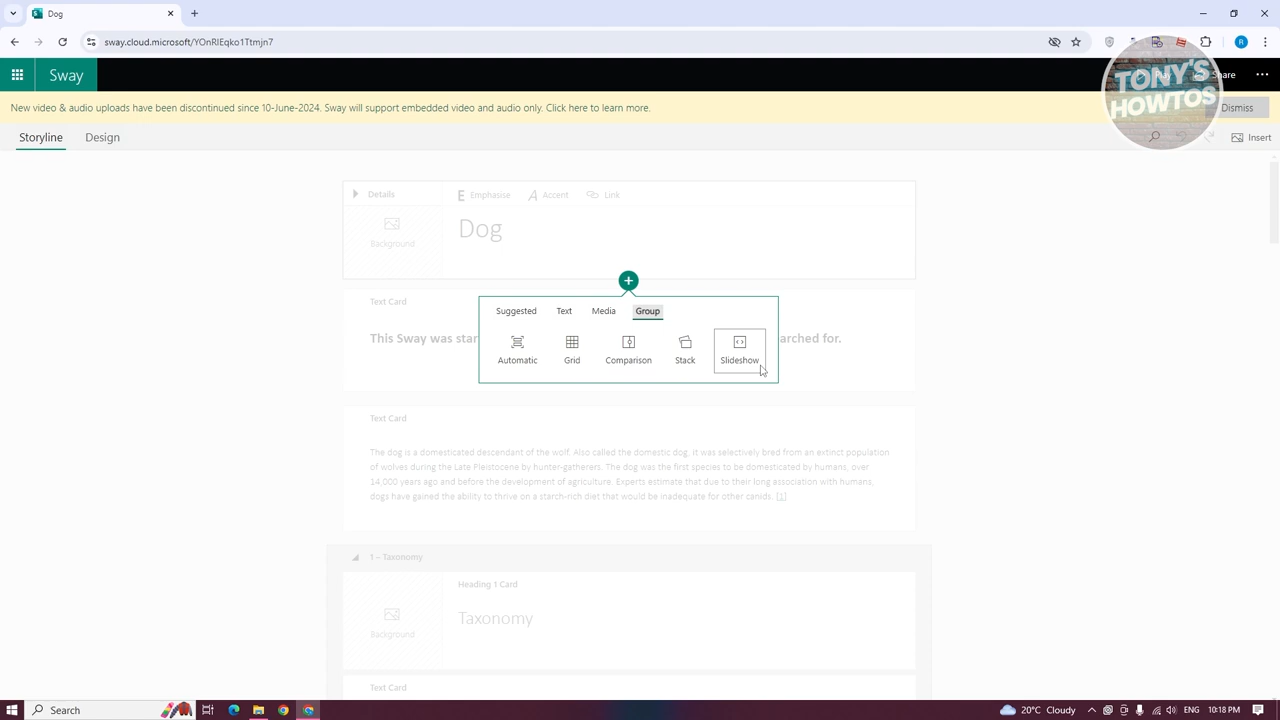 Dog
sway.cloud.microsoft/YOnRlEqko1Ttmjn7
R
Sway
Play
Share
TONY'S
HOWTOS
New video & audio uploads have been discontinued since 10-June-2024. Sway will support embedded video and audio only. Click here to learn more.
Dismiss
Storyline
Design
Insert
Details
E Emphasise
A Accent
Link
Background
Dog
Suggested
Text
Media
Group
Automatic
Grid
Comparison
Stack
Slideshow
Text Card
This Sway was star
arched for.
Text Card
The dog is a domesticated descendant of the wolf. Also called the domestic dog, it was selectively bred from an extinct population
of wolves during the Late Pleistocene by hunter-gatherers. The dog was the first species to be domesticated by humans, over
14,000 years ago and before the development of agriculture. Experts estimate that due to their long association with humans,
dogs have gained the ability to thrive on a starch-rich diet that would be inadequate for other canids. [1]
1 – Taxonomy
Heading 1 Card
Background
Taxonomy
Text Card
Search
20°C Cloudy
ENG
10:18 PM